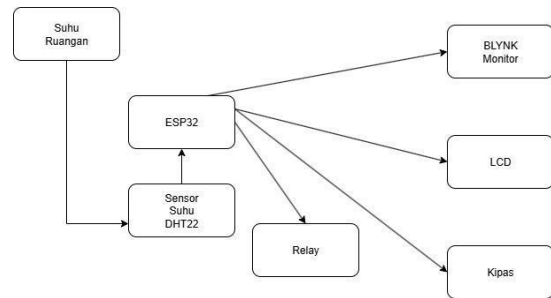 Suhu
Ruangan
BLYNK
Monitor
ESP32
LCD
Sensor
Suhu
DHT22
Relay
Kipas